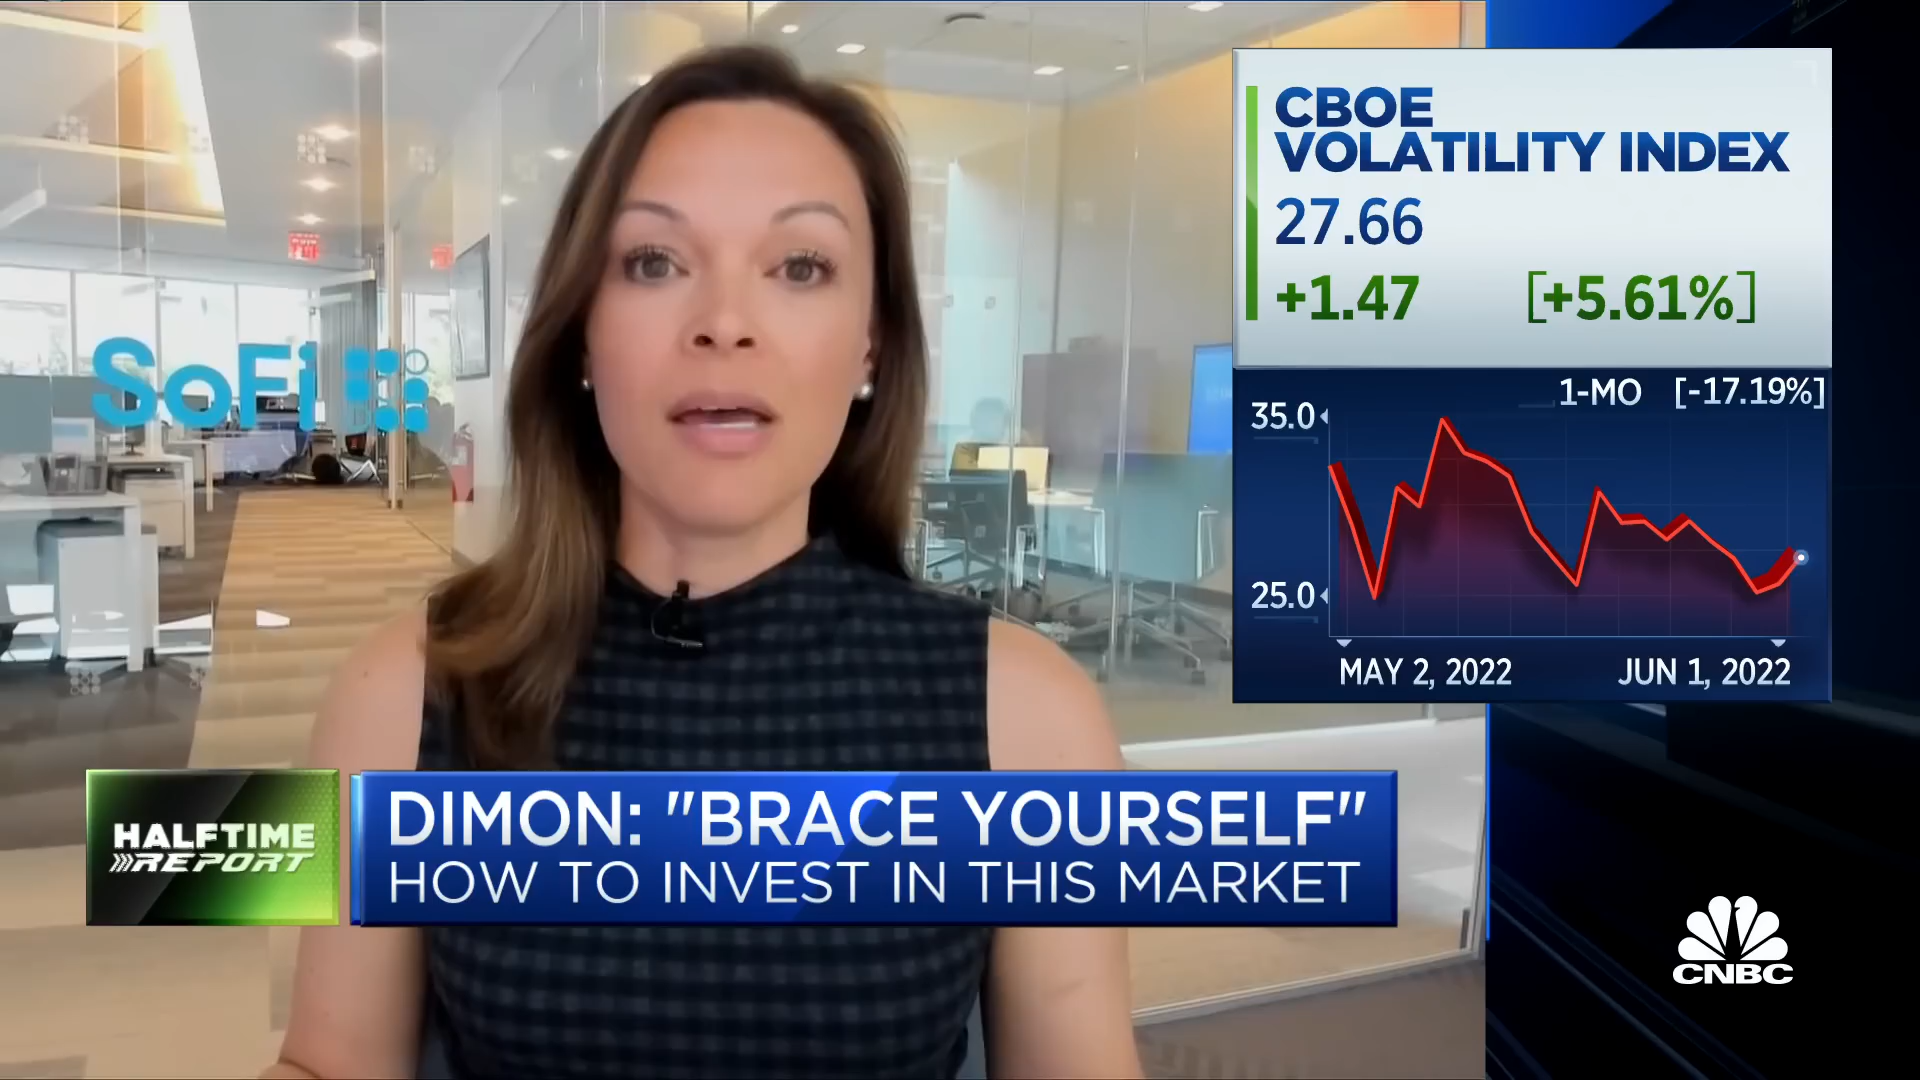 SoFi
CBOE
VOLATILITY INDEX
27.66
+1.47 [+5.61%]
1-MO [-17.19%]
35.0
25.0
MAY 2, 2022 JUN 1, 2022
HALFTIME
REPORT
DIMON: "BRACE YOURSELF"
HOW TO INVEST IN THIS MARKET
CNBC